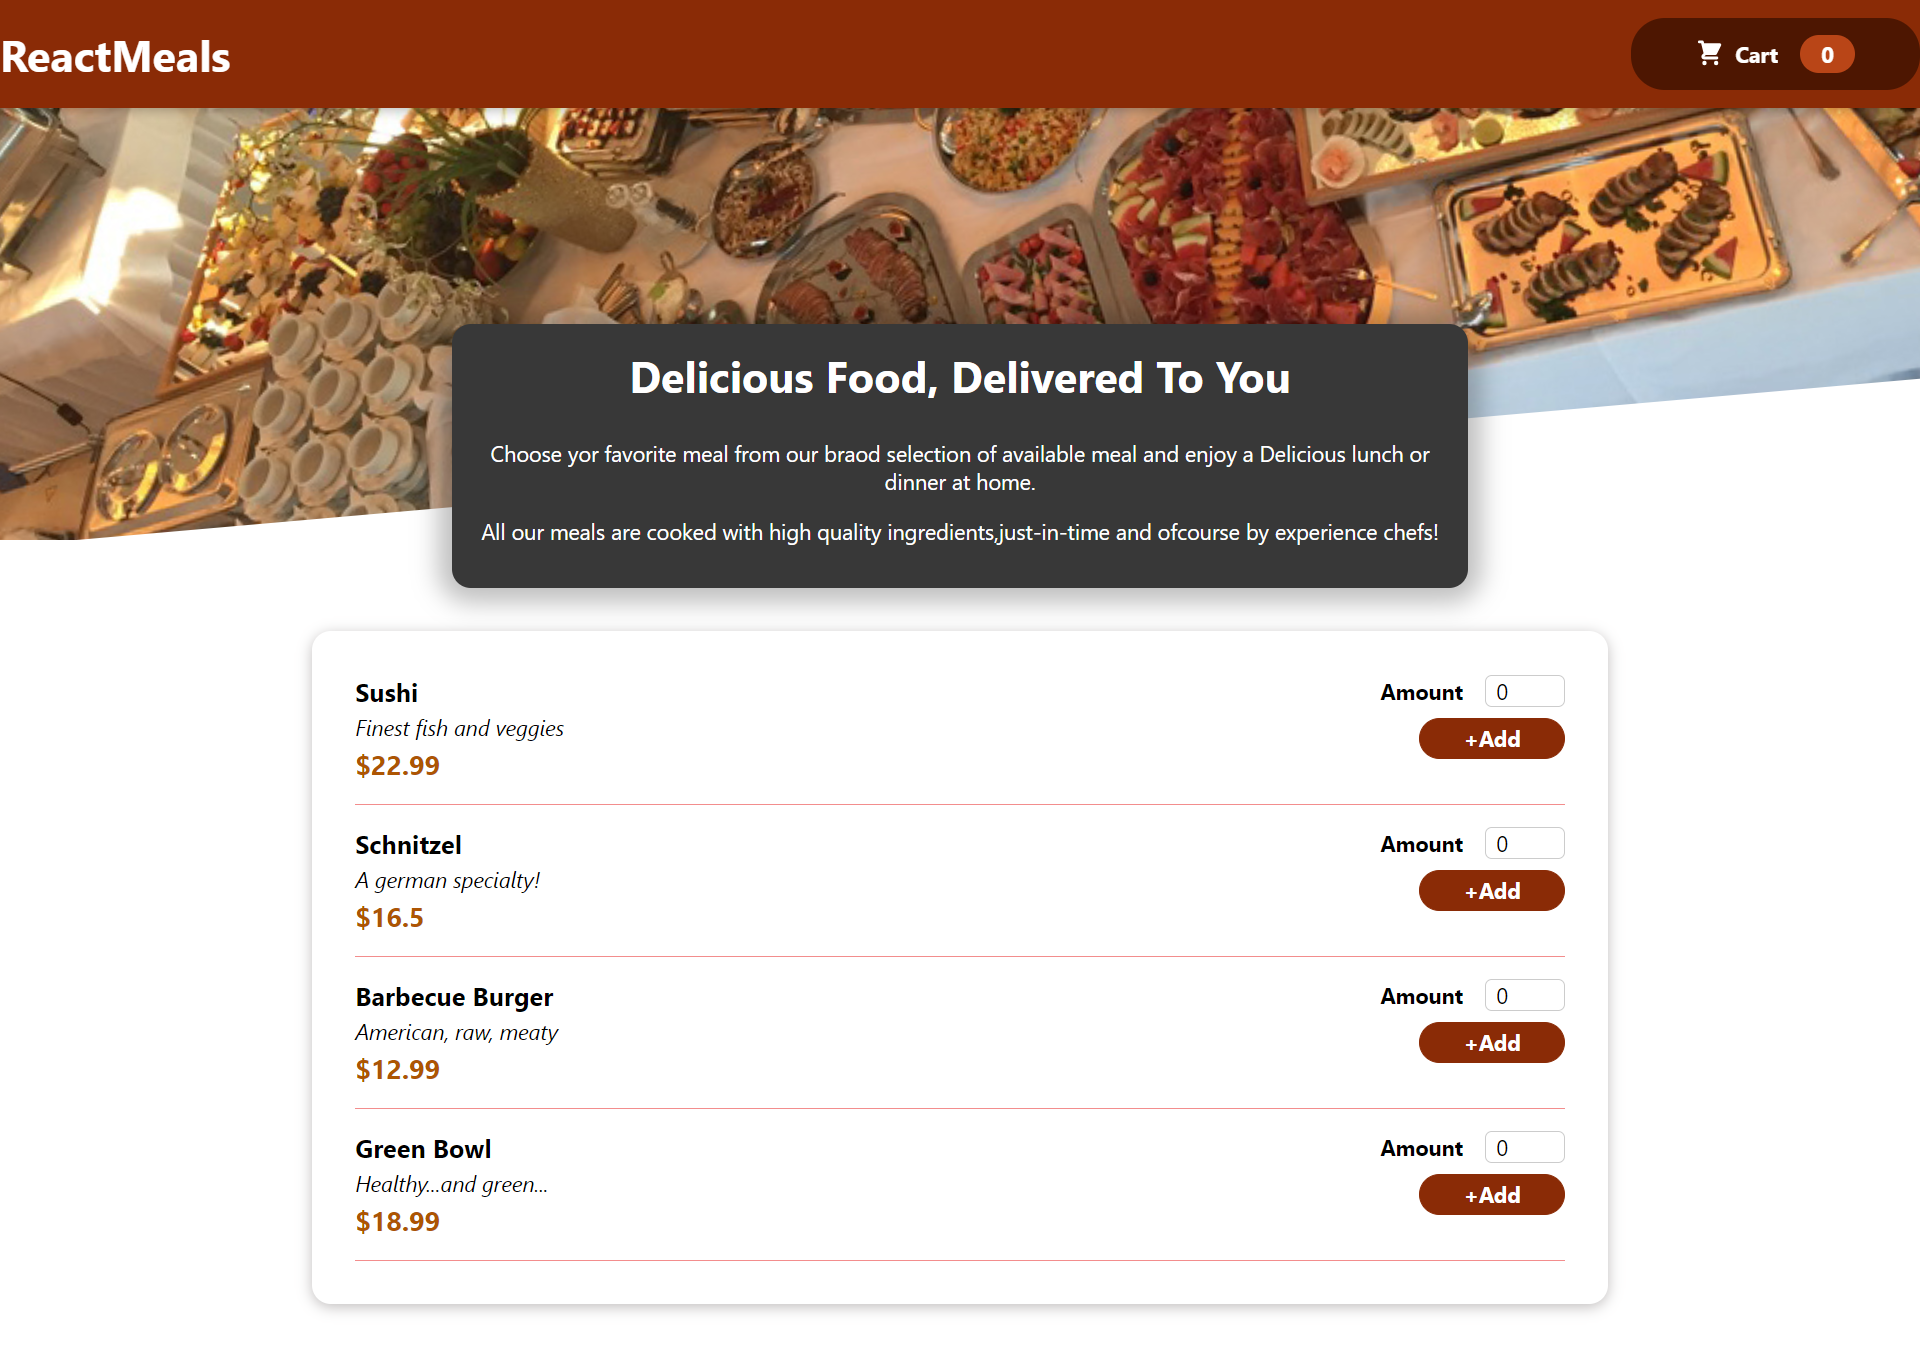 ReactMeals
Cart 0
Delicious Food, Delivered To You
Choose yor favorite meal from our braod selection of available meal and enjoy a Delicious lunch or
dinner at home.
All our meals are cooked with high quality ingredients,just-in-time and ofcourse by experience chefs!
Sushi
Finest fish and veggies
$22.99
Amount 0
+Add
Schnitzel
A german specialty!
$16.5
Amount 0
+Add
Barbecue Burger
American, raw, meaty
$12.99
Amount 0
+Add
Green Bowl
Healthy...and green...
$18.99
Amount 0
+Add